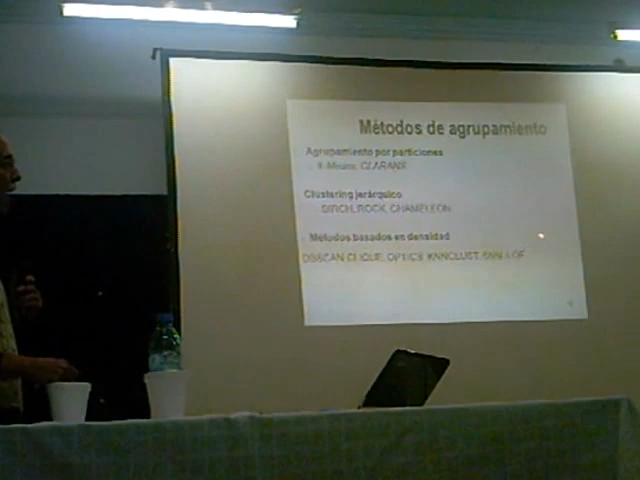 Métodos de agrupamiento
Agrupamiento por particiones
K-Means, CLARANS
Clustering jerárquico
BIRCH, ROCK, CHAMELEON
Métodos basados en densidad
DBSCAN, CLIQUE, OPTICS, KNNCLUST, SNN, LOF